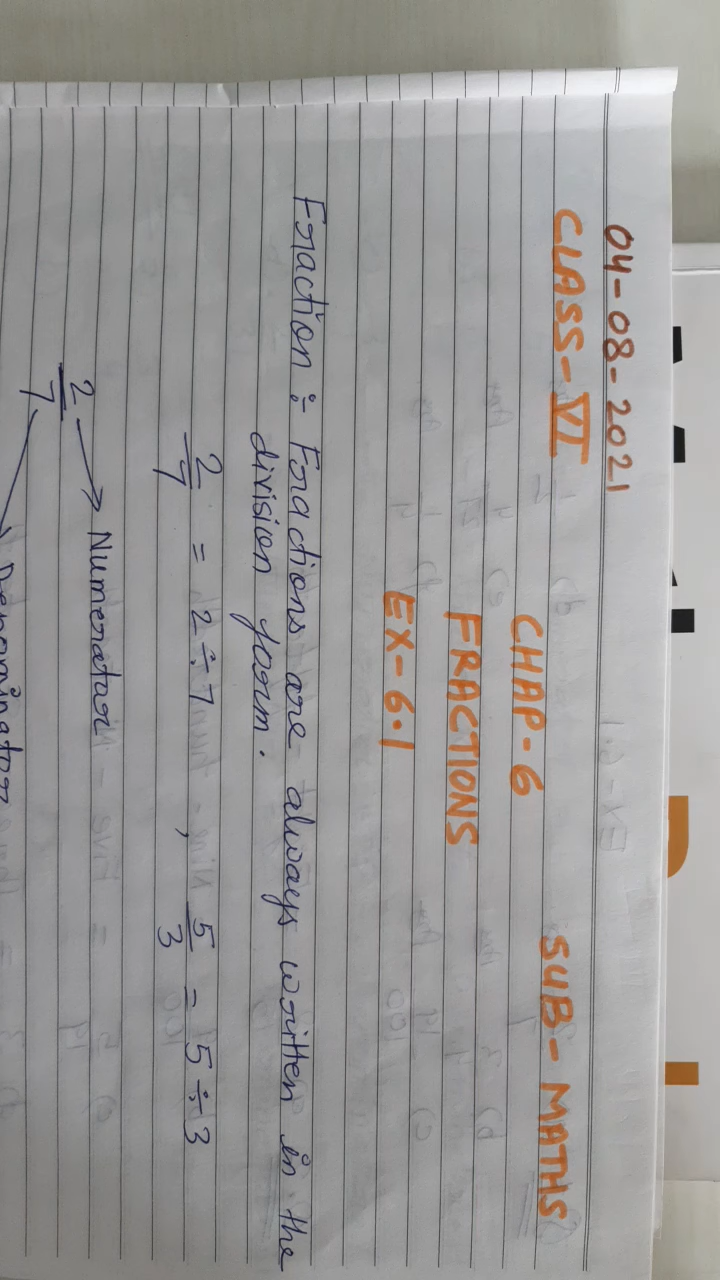 04-08-2021
CLASS-VI SUB-MATHS
CHAP-6
FRACTIONS
EX-6.1
Fraction :- Fractions are always written in the
division form.
2/7 = 2÷7 , 5/3 = 5÷3
2/7 → Numerator
→ Denominator